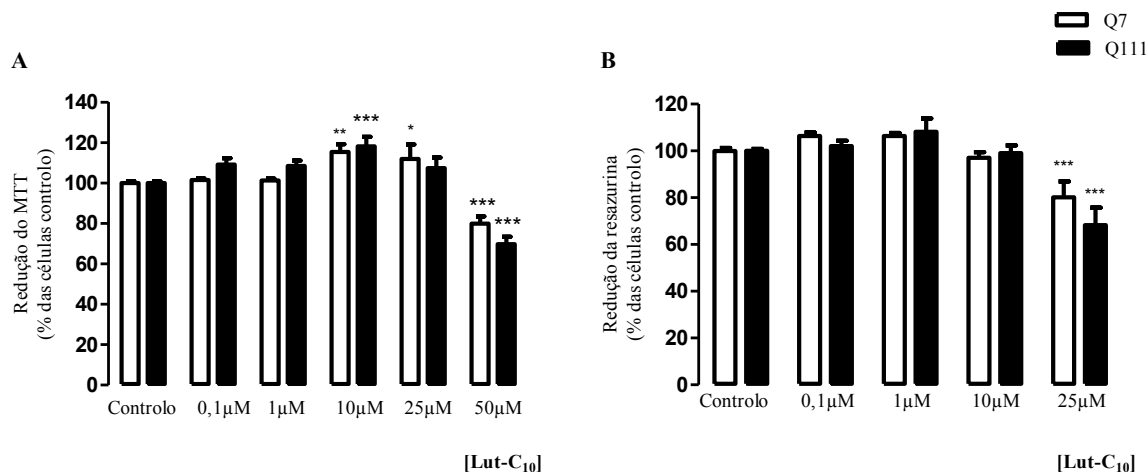 Q7
Q111
A
Redução do MTT
(% das células controlo)
140
120
100
80
60
40
20
0
** *** * *** ***
Controlo 0,1µM 1µM 10µM 25µM 50µM
[Lut-C10]
B
Redução da resazurina
(% das células controlo)
120
100
80
60
40
20
0
*** ***
Controlo 0,1µM 1µM 10µM 25µM
[Lut-C10]